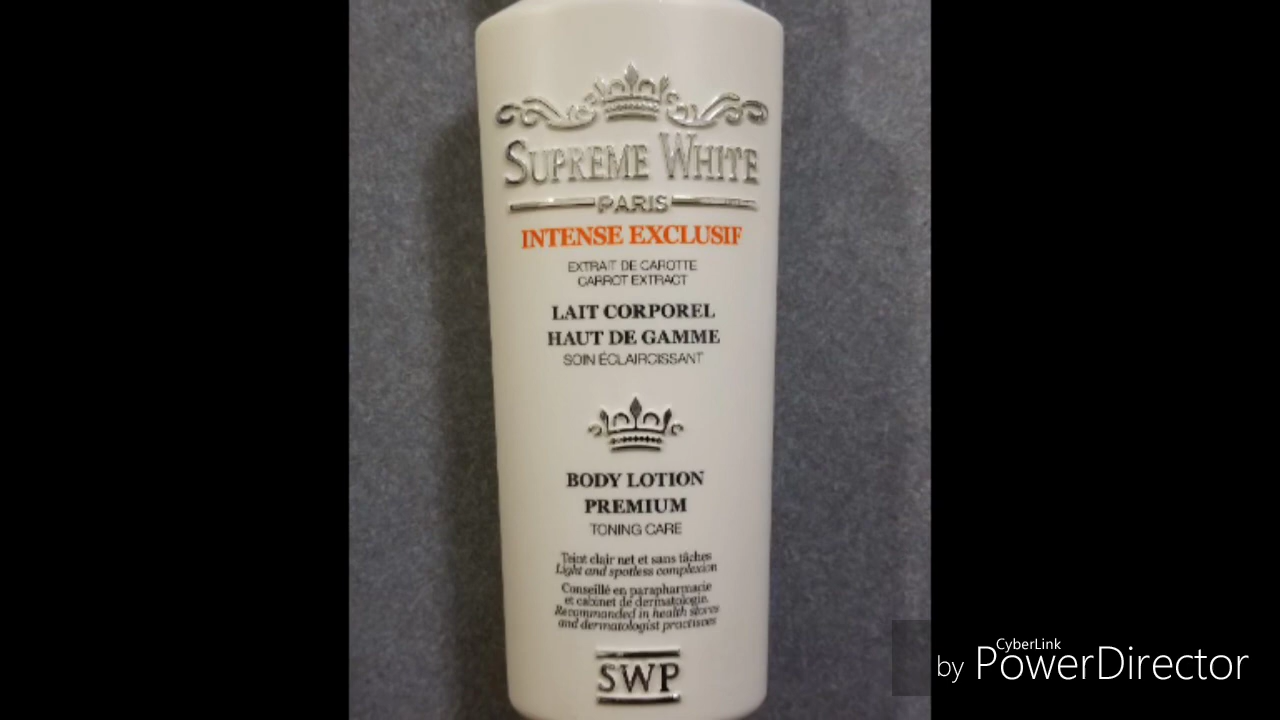 SUPREME WHITE
PARIS
INTENSE EXCLUSIF
EXTRAIT DE CAROTTE
CARROT EXTRACT
LAIT CORPOREL
HAUT DE GAMME
SOIN ÉCLAIRCISSANT
BODY LOTION
PREMIUM
TONING CARE
Teint clair net et sans tâches
Light and spotless complexion
Conseillé en parapharmacie
et cabinet de dermatologie.
Recommanded in health stores
and dermatologist practises
SWP
CyberLink
by PowerDirector